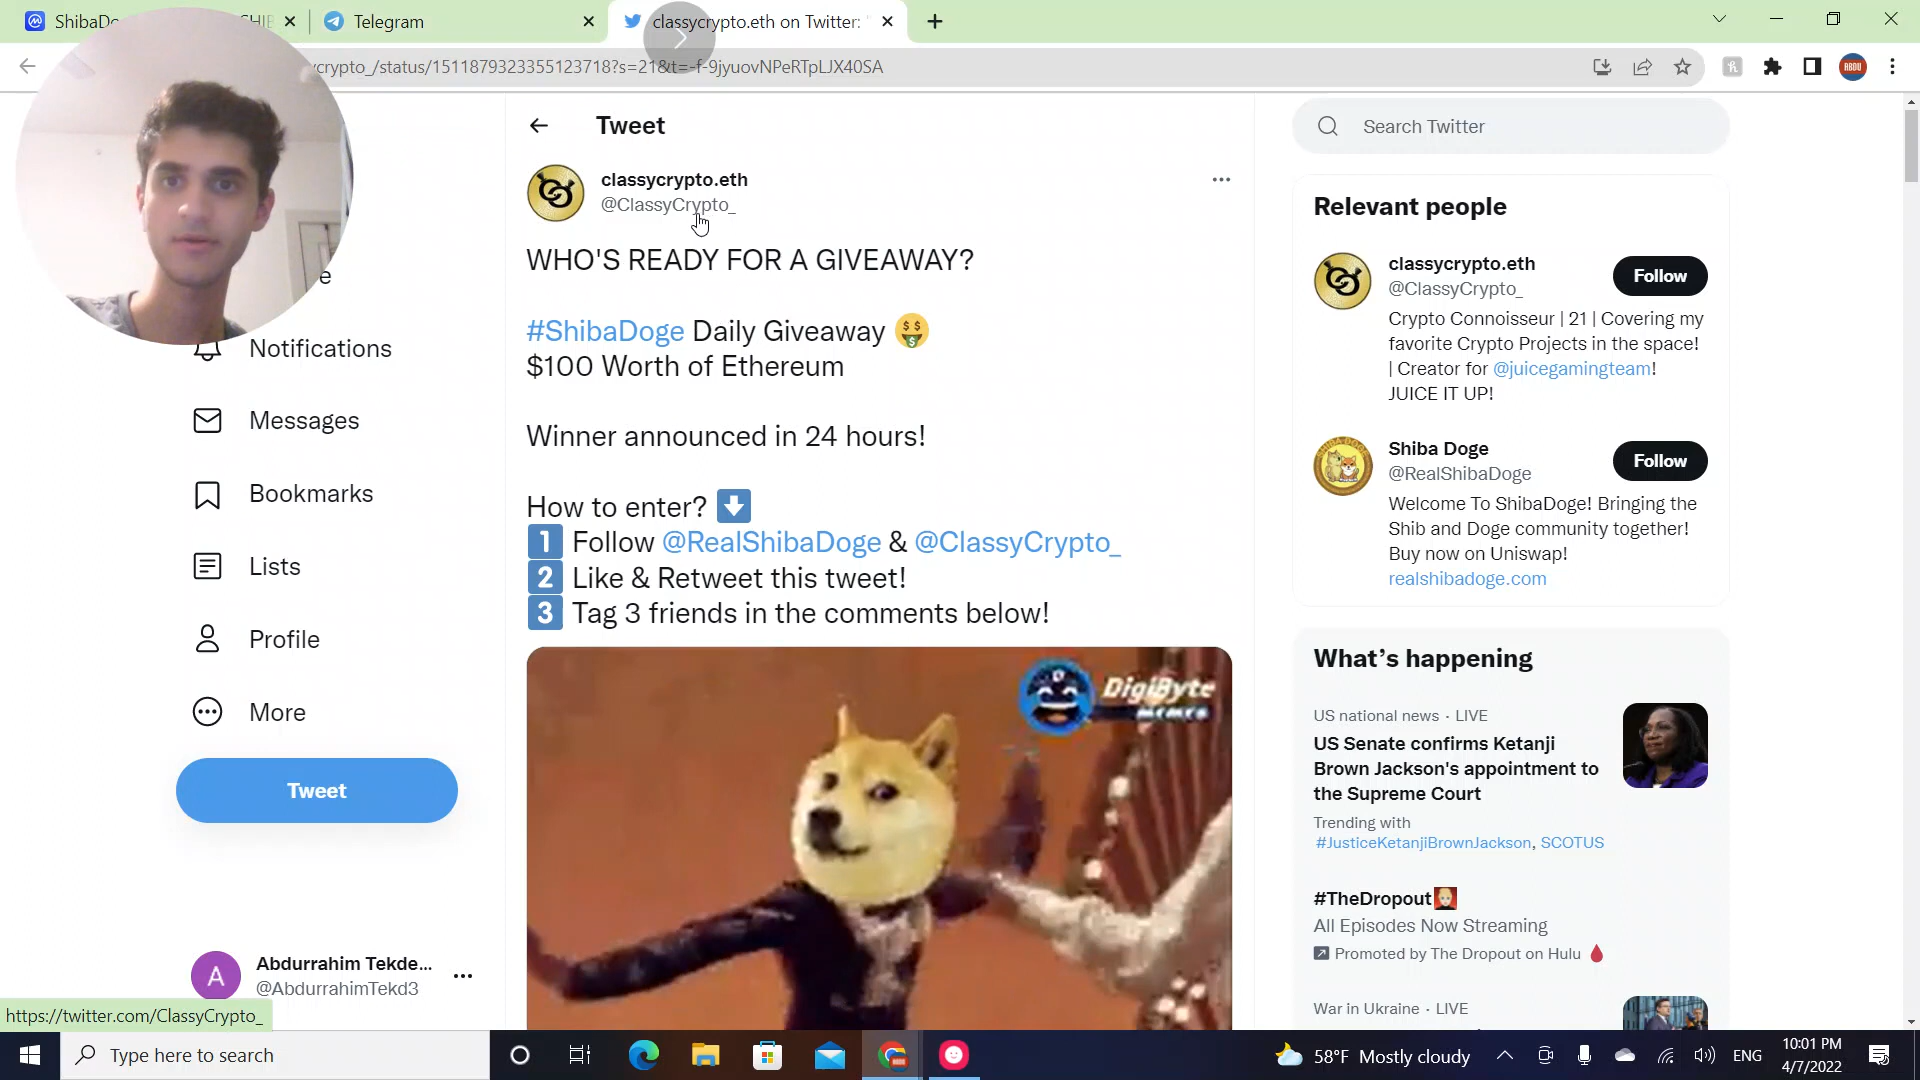 ShibaDo
SHIB
Telegram
classycrypto.eth on Twitter: "
crypto_/status/1511879323355123718?s=21&t=-f-9jyuovNPeRTpLJX40SA
ABDU
Tweet
Search Twitter
classycrypto.eth
@ClassyCrypto_
WHO'S READY FOR A GIVEAWAY?
#ShibaDoge Daily Giveaway
$100 Worth of Ethereum
Winner announced in 24 hours!
How to enter?
1 Follow @RealShibaDoge & @ClassyCrypto_
2 Like & Retweet this tweet!
3 Tag 3 friends in the comments below!
DigiByte
MEMES
e
Notifications
Messages
Bookmarks
Lists
Profile
More
Tweet
A
Abdurrahim Tekde...
@AbdurrahimTekd3
https://twitter.com/ClassyCrypto_
Relevant people
classycrypto.eth
@ClassyCrypto_
Follow
Crypto Connoisseur | 21 | Covering my
favorite Crypto Projects in the space!
| Creator for @juicegamingteam!
JUICE IT UP!
Shiba Doge
@RealShibaDoge
Follow
Welcome To ShibaDoge! Bringing the
Shib and Doge community together!
Buy now on Uniswap!
realshibadoge.com
What's happening
US national news · LIVE
US Senate confirms Ketanji
Brown Jackson's appointment to
the Supreme Court
Trending with
#JusticeKetanjiBrownJackson, SCOTUS
#TheDropout
All Episodes Now Streaming
Promoted by The Dropout on Hulu
War in Ukraine · LIVE
Type here to search
58°F Mostly cloudy
ENG
10:01 PM
4/7/2022